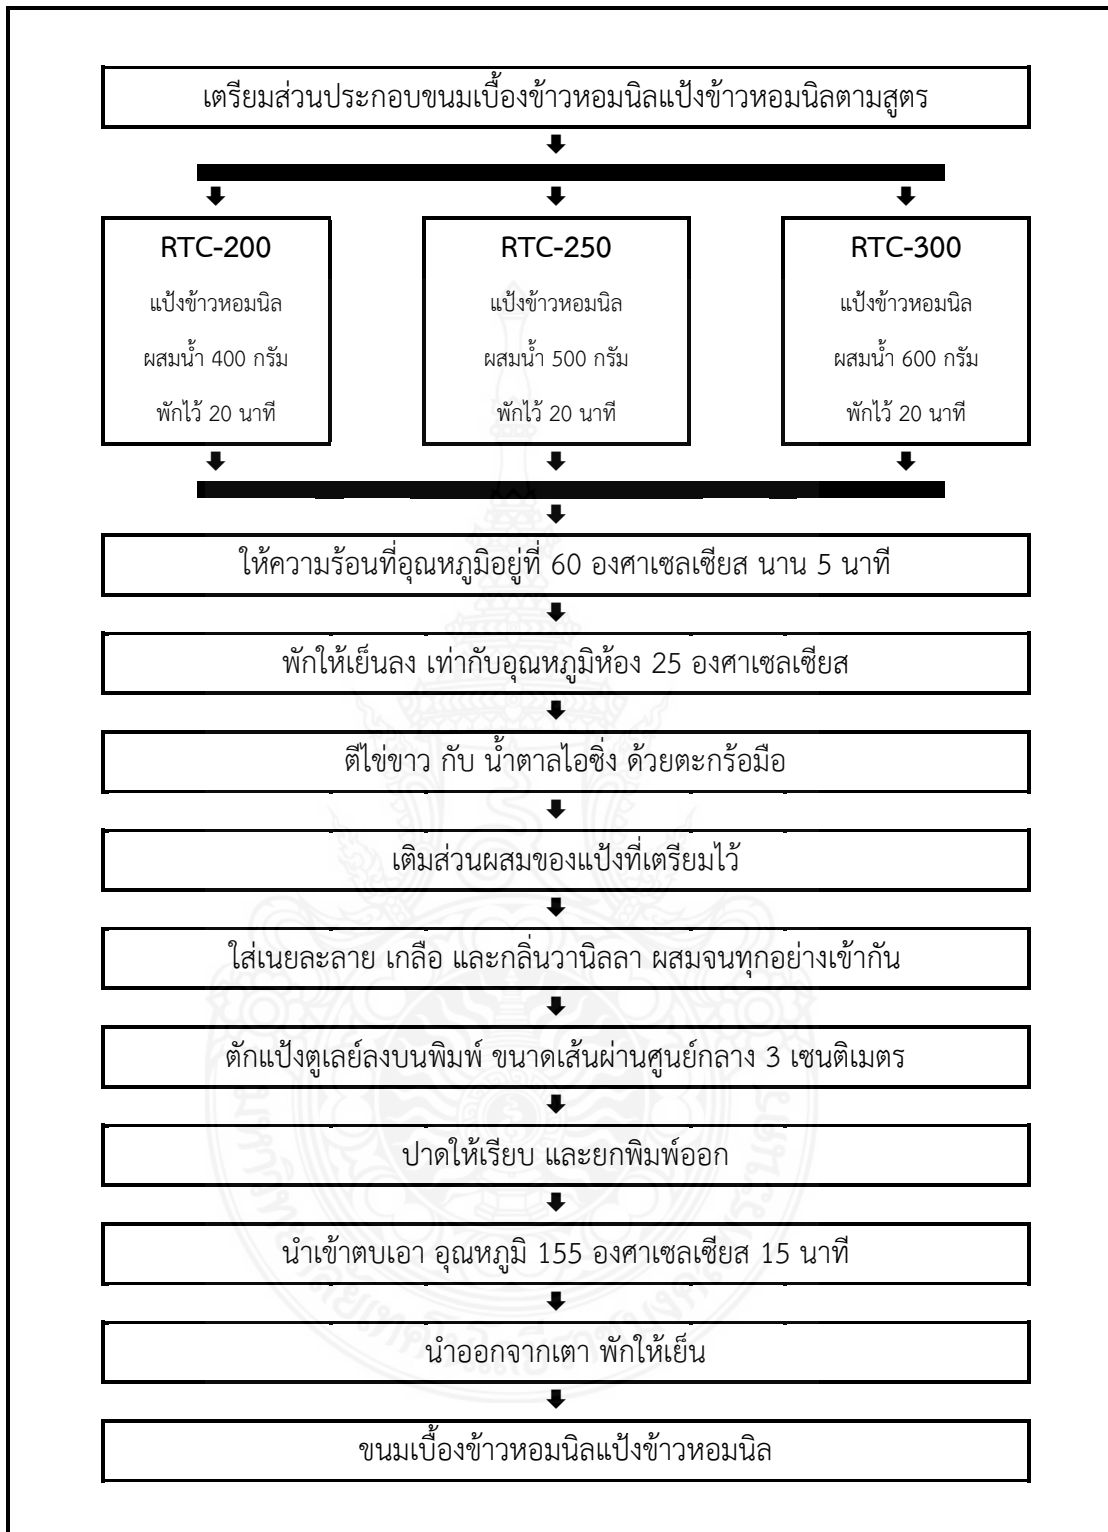 เตรียมส่วนประกอบขนมเบื้องข้าวหอมนิลแป้งข้าวหอมนิลตามสูตร
RTC-200
แป้งข้าวหอมนิล
ผสมน้ำ 400 กรัม
พักไว้ 20 นาที
RTC-250
แป้งข้าวหอมนิล
ผสมน้ำ 500 กรัม
พักไว้ 20 นาที
RTC-300
แป้งข้าวหอมนิล
ผสมน้ำ 600 กรัม
พักไว้ 20 นาที
ให้ความร้อนที่อุณหภูมิอยู่ที่ 60 องศาเซลเซียส นาน 5 นาที
พักให้เย็นลง เท่ากับอุณหภูมิห้อง 25 องศาเซลเซียส
ตีไข่ขาว กับ น้ำตาลไอซิ่ง ด้วยตะกร้อมือ
เติมส่วนผสมของแป้งที่เตรียมไว้
ใส่เนยละลาย เกลือ และกลิ่นวานิลลา ผสมจนทุกอย่างเข้ากัน
ตักแป้งตูเลย์ลงบนพิมพ์ ขนาดเส้นผ่านศูนย์กลาง 3 เซนติเมตร
ปาดให้เรียบ และยกพิมพ์ออก
นำเข้าตบเอา อุณหภูมิ 155 องศาเซลเซียส 15 นาที
นำออกจากเตา พักให้เย็น
ขนมเบื้องข้าวหอมนิลแป้งข้าวหอมนิล